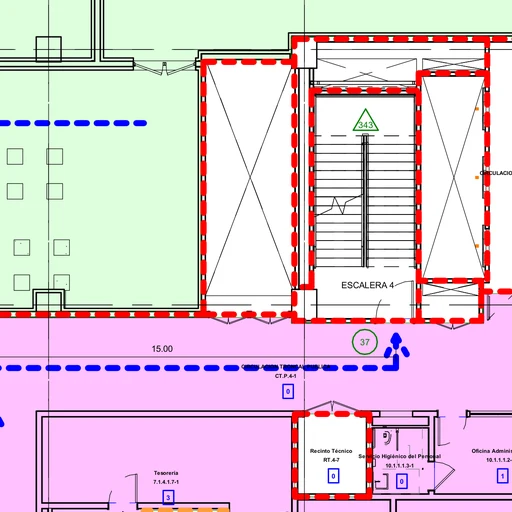 343
CIRCULACIO
ESCALERA 4
37
15.00
CT.P.4-1
0
Recinto Técnico
RT.4-7
0
Servicio Higiénico del Personal
10.1.1.1.3-1
0
Oficina Admini
10.1.1.1.2-
1
Tesorería
7.1.4.1.7-1
3